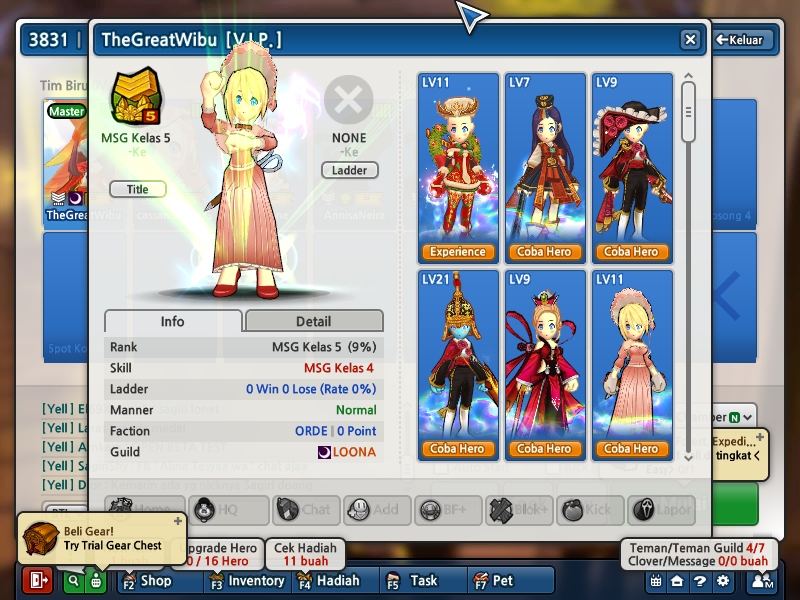 3831
TheGreatWibu [V.I.P.]
Keluar
Tim Biru
Master
MSG Kelas 5
-Ke
Title
NONE
-Ke
Ladder
LV11
LV7
LV9
Experience
Coba Hero
Coba Hero
LV21
LV9
LV11
Coba Hero
Coba Hero
Coba Hero
TheGreatWibu
AnnisaNeira
Info
Detail
Rank MSG Kelas 5 (9%)
Skill MSG Kelas 4
Ladder 0 Win 0 Lose (Rate 0%)
Manner Normal
Faction ORDE | 0 Point
Guild LOONA
[Yell]
[Yell]
[Yell]
[Yell]
[Yell]
Home
HQ
Chat
Add
BF+
Blok+
Kick
Lapor
N
Expedi...
tingkat <
Beli Gear!
Try Trial Gear Chest
Upgrade Hero
0 / 16 Hero
Cek Hadiah
11 buah
Teman/Teman Guild 4/7
Clover/Message 0/0 buah
F2 Shop
F3 Inventory
F4 Hadiah
F5 Task
F7 Pet
M